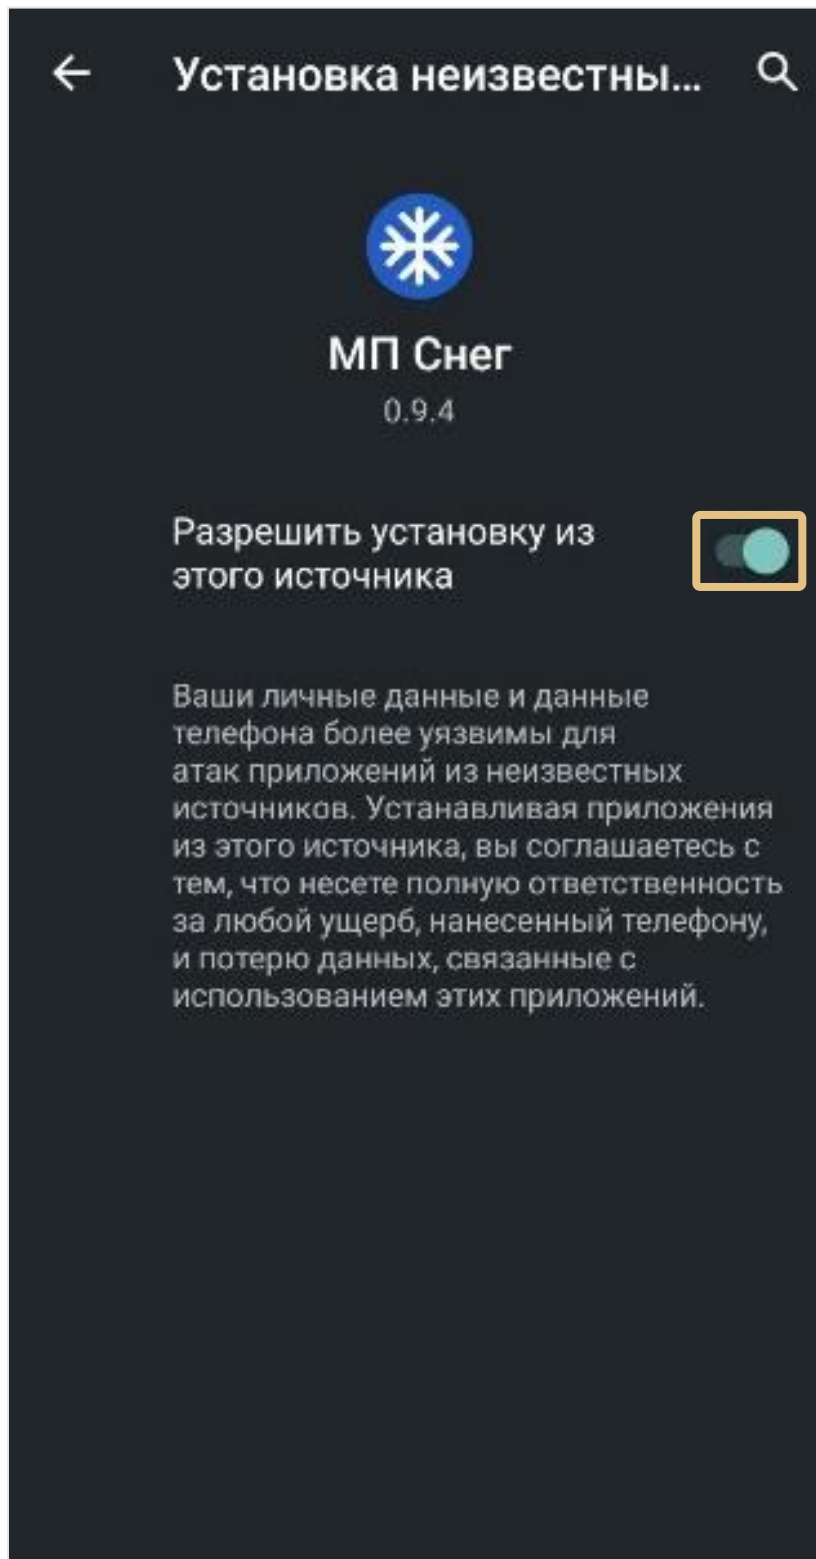 Установка неизвестны...
МП Снег
0.9.4
Разрешить установку из
этого источника
Ваши личные данные и данные
телефона более уязвимы для
атак приложений из неизвестных
источников. Устанавливая приложения
из этого источника, вы соглашаетесь с
тем, что несете полную ответственность
за любой ущерб, нанесенный телефону,
и потерю данных, связанные с
использованием этих приложений.